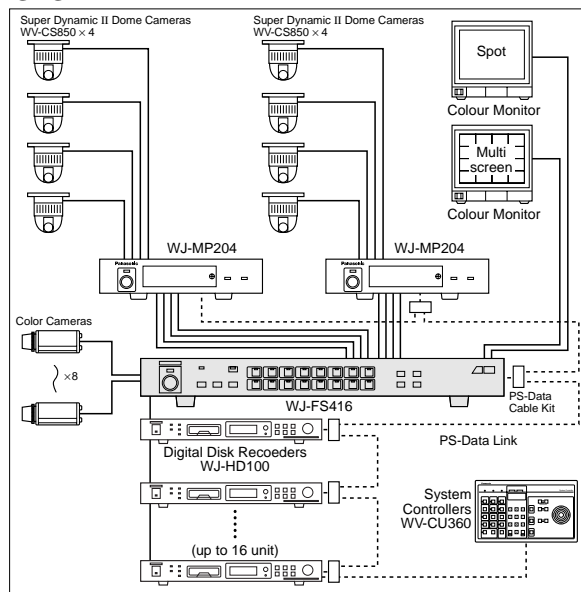 Super Dynamic II Dome Cameras
WV-CS850 × 4
Super Dynamic II Dome Cameras
WV-CS850 × 4
Spot
Colour Monitor
Multi
screen
Colour Monitor
WJ-MP204
WJ-MP204
Panasonic
Panasonic
Color Cameras
×8
WJ-FS416
PS-Data
Cable Kit
PS-Data Link
Digital Disk Recoeders
WJ-HD100
System
Controllers
WV-CU360
(up to 16 unit)